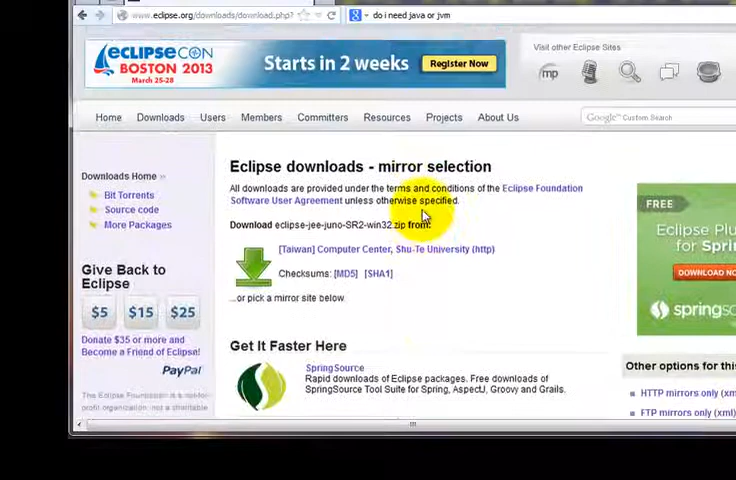 www.eclipse.org/downloads/download.php?
do i need java or jvm
eclipsecon
BOSTON 2013
March 25-28
Starts in 2 weeks
Register Now
Visit other Eclipse Sites
mp
Home
Downloads
Users
Members
Committers
Resources
Projects
About Us
Google™ Custom Search
Downloads Home
Bit Torrents
Source code
More Packages
Give Back to
Eclipse
$5
$15
$25
Donate $35 or more and
Become a Friend of Eclipse!
PayPal
The Eclipse Foundation is a not-for-
profit organization, not a charitable
Eclipse downloads - mirror selection
All downloads are provided under the terms and conditions of the Eclipse Foundation
Software User Agreement unless otherwise specified.
Download eclipse-jee-juno-SR2-win32.zip from:
[Taiwan] Computer Center, Shu-Te University (http)
Checksums: [MD5] [SHA1]
...or pick a mirror site below.
Get It Faster Here
SpringSource
Rapid downloads of Eclipse packages. Free downloads of
SpringSource Tool Suite for Spring, AspectJ, Groovy and Grails.
FREE
Eclipse Plu
for Spri
DOWNLOAD NO
springso
Other options for this
HTTP mirrors only (xm
FTP mirrors only (xml)